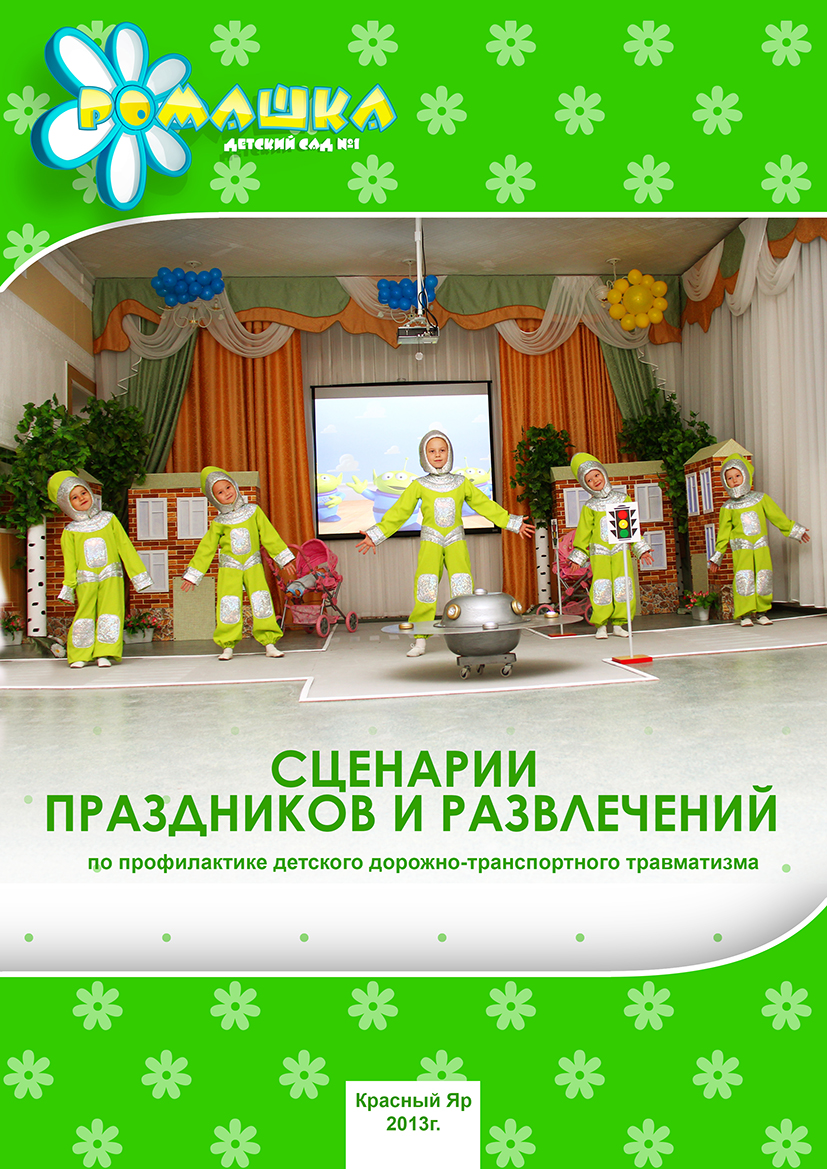 РОМАШКА
ДЕТСКИЙ САД №1
СЦЕНАРИИ
ПРАЗДНИКОВ И РАЗВЛЕЧЕНИЙ
по профилактике детского дорожно-транспортного травматизма
Красный Яр
2013г.